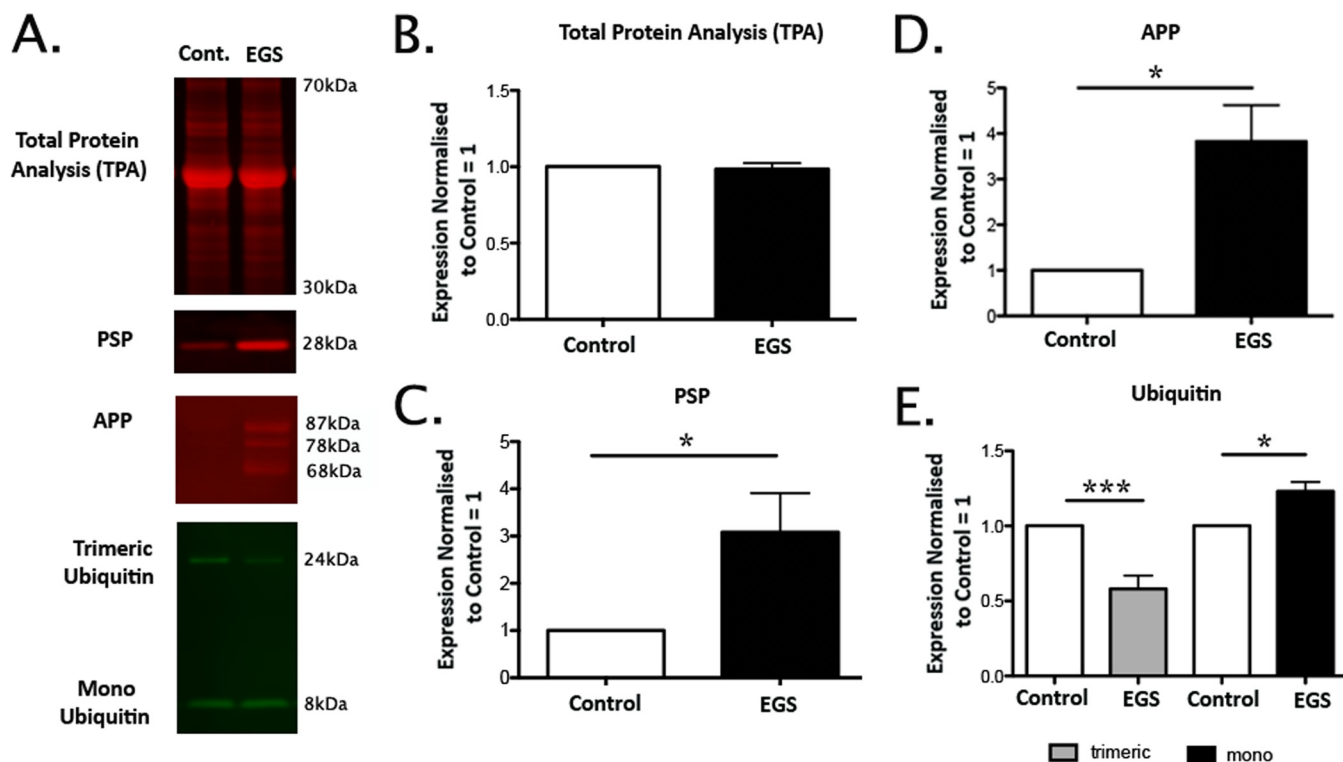 A.
Cont. EGS
70kDa
Total Protein
Analysis (TPA)
30kDa
PSP
28kDa
APP
87kDa
78kDa
68kDa
Trimeric
Ubiquitin
24kDa
Mono
Ubiquitin
8kDa
B.
Total Protein Analysis (TPA)
Expression Normalised
to Control = 1
1.5
1.0
0.5
0.0
Control EGS
C.
PSP
Expression Normalised
to Control = 1
5
4
3
2
1
0
*
Control EGS
D.
APP
Expression Normalised
to Control = 1
5
4
3
2
1
0
*
Control EGS
E.
Ubiquitin
Expression Normalised
to Control = 1
1.5
1.0
0.5
0.0
***
*
Control EGS Control EGS
trimeric mono